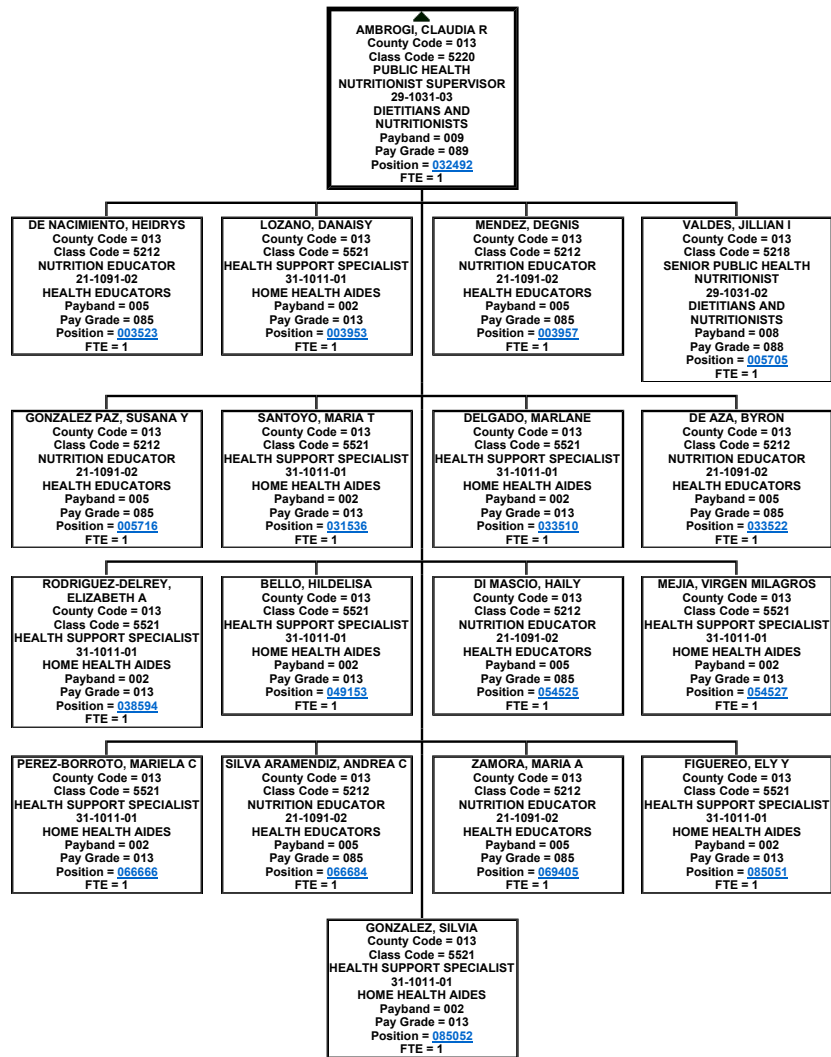 AMBROGI, CLAUDIA R
County Code = 013
Class Code = 5220
PUBLIC HEALTH
NUTRITIONIST SUPERVISOR
29-1031-03
DIETITIANS AND
NUTRITIONISTS
Payband = 009
Pay Grade = 089
Position = 032492
FTE = 1
DE NACIMIENTO, HEIDRYS
County Code = 013
Class Code = 5212
NUTRITION EDUCATOR
21-1091-02
HEALTH EDUCATORS
Payband = 005
Pay Grade = 085
Position = 003523
FTE = 1
LOZANO, DANAISY
County Code = 013
Class Code = 5521
HEALTH SUPPORT SPECIALIST
31-1011-01
HOME HEALTH AIDES
Payband = 002
Pay Grade = 013
Position = 003953
FTE = 1
MENDEZ, DEGNIS
County Code = 013
Class Code = 5212
NUTRITION EDUCATOR
21-1091-02
HEALTH EDUCATORS
Payband = 005
Pay Grade = 085
Position = 003957
FTE = 1
VALDES, JILLIAN I
County Code = 013
Class Code = 5218
SENIOR PUBLIC HEALTH
NUTRITIONIST
29-1031-02
DIETITIANS AND
NUTRITIONISTS
Payband = 008
Pay Grade = 088
Position = 005705
FTE = 1
GONZALEZ PAZ, SUSANA Y
County Code = 013
Class Code = 5212
NUTRITION EDUCATOR
21-1091-02
HEALTH EDUCATORS
Payband = 005
Pay Grade = 085
Position = 005716
FTE = 1
SANTOYO, MARIA T
County Code = 013
Class Code = 5521
HEALTH SUPPORT SPECIALIST
31-1011-01
HOME HEALTH AIDES
Payband = 002
Pay Grade = 013
Position = 031536
FTE = 1
DELGADO, MARLANE
County Code = 013
Class Code = 5521
HEALTH SUPPORT SPECIALIST
31-1011-01
HOME HEALTH AIDES
Payband = 002
Pay Grade = 013
Position = 033510
FTE = 1
DE AZA, BYRON
County Code = 013
Class Code = 5212
NUTRITION EDUCATOR
21-1091-02
HEALTH EDUCATORS
Payband = 005
Pay Grade = 085
Position = 033522
FTE = 1
RODRIGUEZ-DELREY,
ELIZABETH A
County Code = 013
Class Code = 5521
HEALTH SUPPORT SPECIALIST
31-1011-01
HOME HEALTH AIDES
Payband = 002
Pay Grade = 013
Position = 038594
FTE = 1
BELLO, HILDELISA
County Code = 013
Class Code = 5521
HEALTH SUPPORT SPECIALIST
31-1011-01
HOME HEALTH AIDES
Payband = 002
Pay Grade = 013
Position = 049153
FTE = 1
DI MASCIO, HAILY
County Code = 013
Class Code = 5212
NUTRITION EDUCATOR
21-1091-02
HEALTH EDUCATORS
Payband = 005
Pay Grade = 085
Position = 054525
FTE = 1
MEJIA, VIRGEN MILAGROS
County Code = 013
Class Code = 5521
HEALTH SUPPORT SPECIALIST
31-1011-01
HOME HEALTH AIDES
Payband = 002
Pay Grade = 013
Position = 054527
FTE = 1
PEREZ-BORROTO, MARIELA C
County Code = 013
Class Code = 5521
HEALTH SUPPORT SPECIALIST
31-1011-01
HOME HEALTH AIDES
Payband = 002
Pay Grade = 013
Position = 066666
FTE = 1
SILVA ARAMENDIZ, ANDREA C
County Code = 013
Class Code = 5212
NUTRITION EDUCATOR
21-1091-02
HEALTH EDUCATORS
Payband = 005
Pay Grade = 085
Position = 066684
FTE = 1
ZAMORA, MARIA A
County Code = 013
Class Code = 5212
NUTRITION EDUCATOR
21-1091-02
HEALTH EDUCATORS
Payband = 005
Pay Grade = 085
Position = 069405
FTE = 1
FIGUEREO, ELY Y
County Code = 013
Class Code = 5521
HEALTH SUPPORT SPECIALIST
31-1011-01
HOME HEALTH AIDES
Payband = 002
Pay Grade = 013
Position = 085051
FTE = 1
GONZALEZ, SILVIA
County Code = 013
Class Code = 5521
HEALTH SUPPORT SPECIALIST
31-1011-01
HOME HEALTH AIDES
Payband = 002
Pay Grade = 013
Position = 085052
FTE = 1